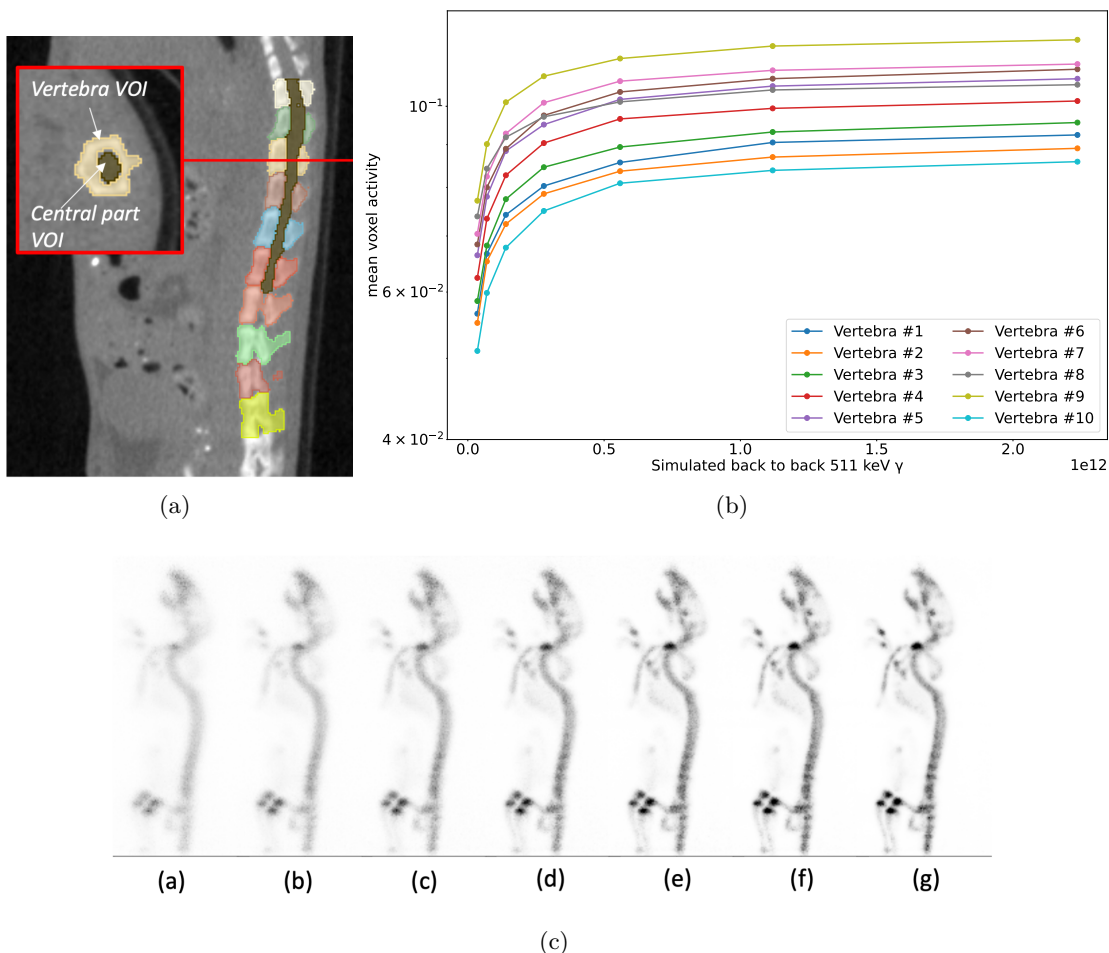 Vertebra VOI
Central part
VOI
(a)
mean voxel activity
10⁻¹
6 × 10⁻²
4 × 10⁻²
0.0 0.5 1.0 1.5 2.0
1e12
Simulated back to back 511 keV γ
Vertebra #1
Vertebra #2
Vertebra #3
Vertebra #4
Vertebra #5
Vertebra #6
Vertebra #7
Vertebra #8
Vertebra #9
Vertebra #10
(b)
(a) (b) (c) (d) (e) (f) (g)
(c)